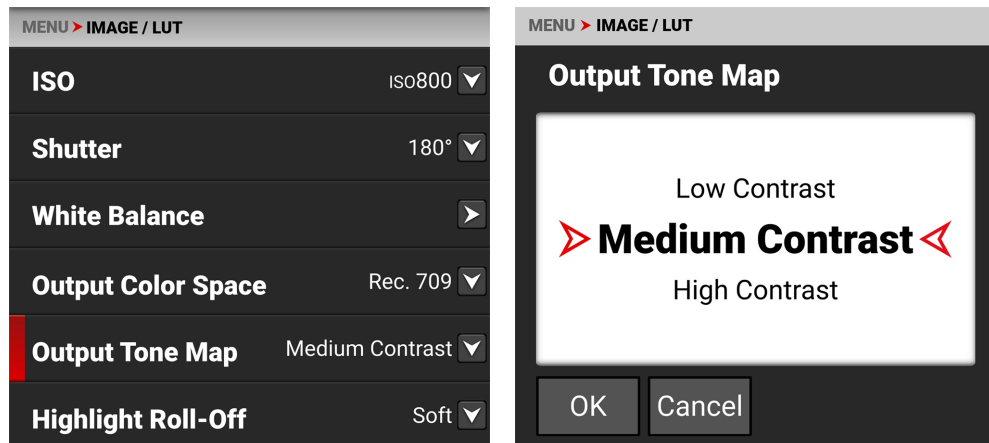 MENU IMAGE / LUT
ISO ISO800
Shutter 180°
White Balance
Output Color Space Rec. 709
Output Tone Map Medium Contrast
Highlight Roll-Off Soft
MENU IMAGE / LUT
Output Tone Map
Low Contrast
Medium Contrast
High Contrast
OK Cancel